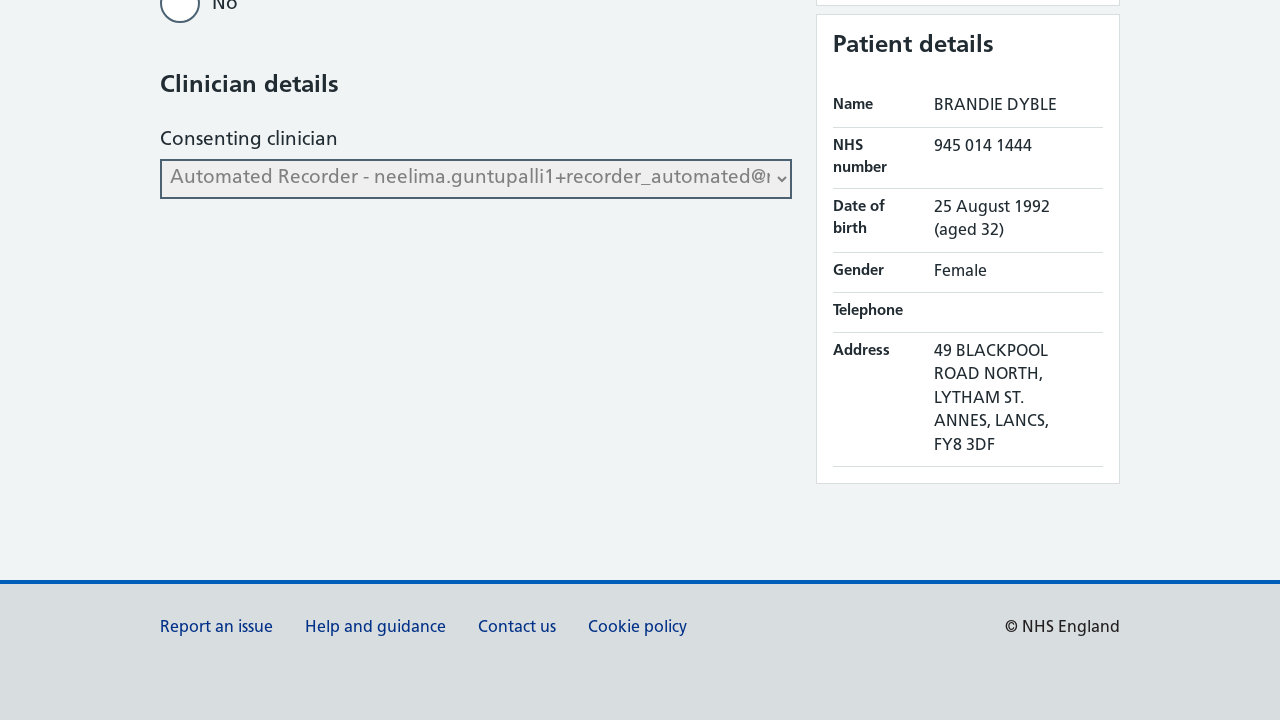 No
Clinician details
Consenting clinician
Automated Recorder - neelima.guntupalli1+recorder_automated@
Patient details
Name BRANDIE DYBLE
NHS number 945 014 1444
Date of birth 25 August 1992 (aged 32)
Gender Female
Telephone
Address 49 BLACKPOOL
ROAD NORTH,
LYTHAM ST.
ANNES, LANCS,
FY8 3DF
Report an issue Help and guidance Contact us Cookie policy © NHS England